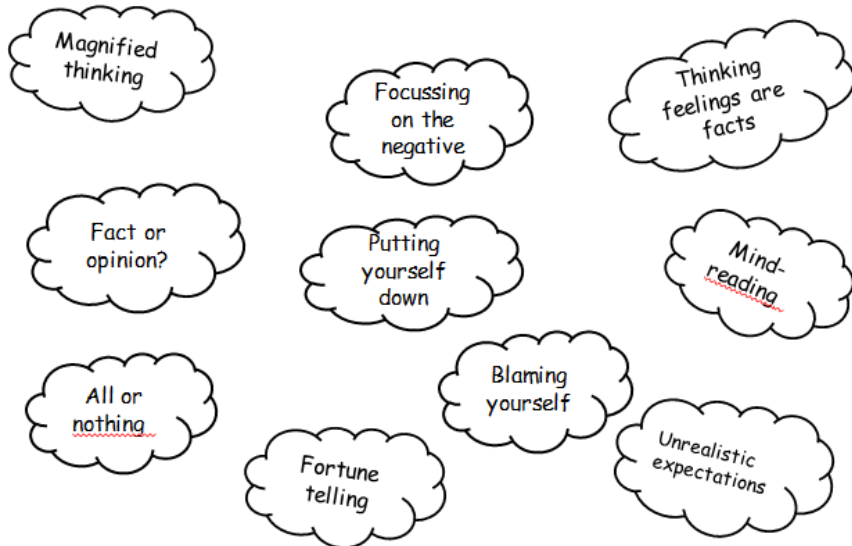 Magnified
thinking
Focussing
on the
negative
Thinking
feelings are
facts
Fact or
opinion?
Putting
yourself
down
Mind-
reading
All or
nothing
Blaming
yourself
Fortune
telling
Unrealistic
expectations